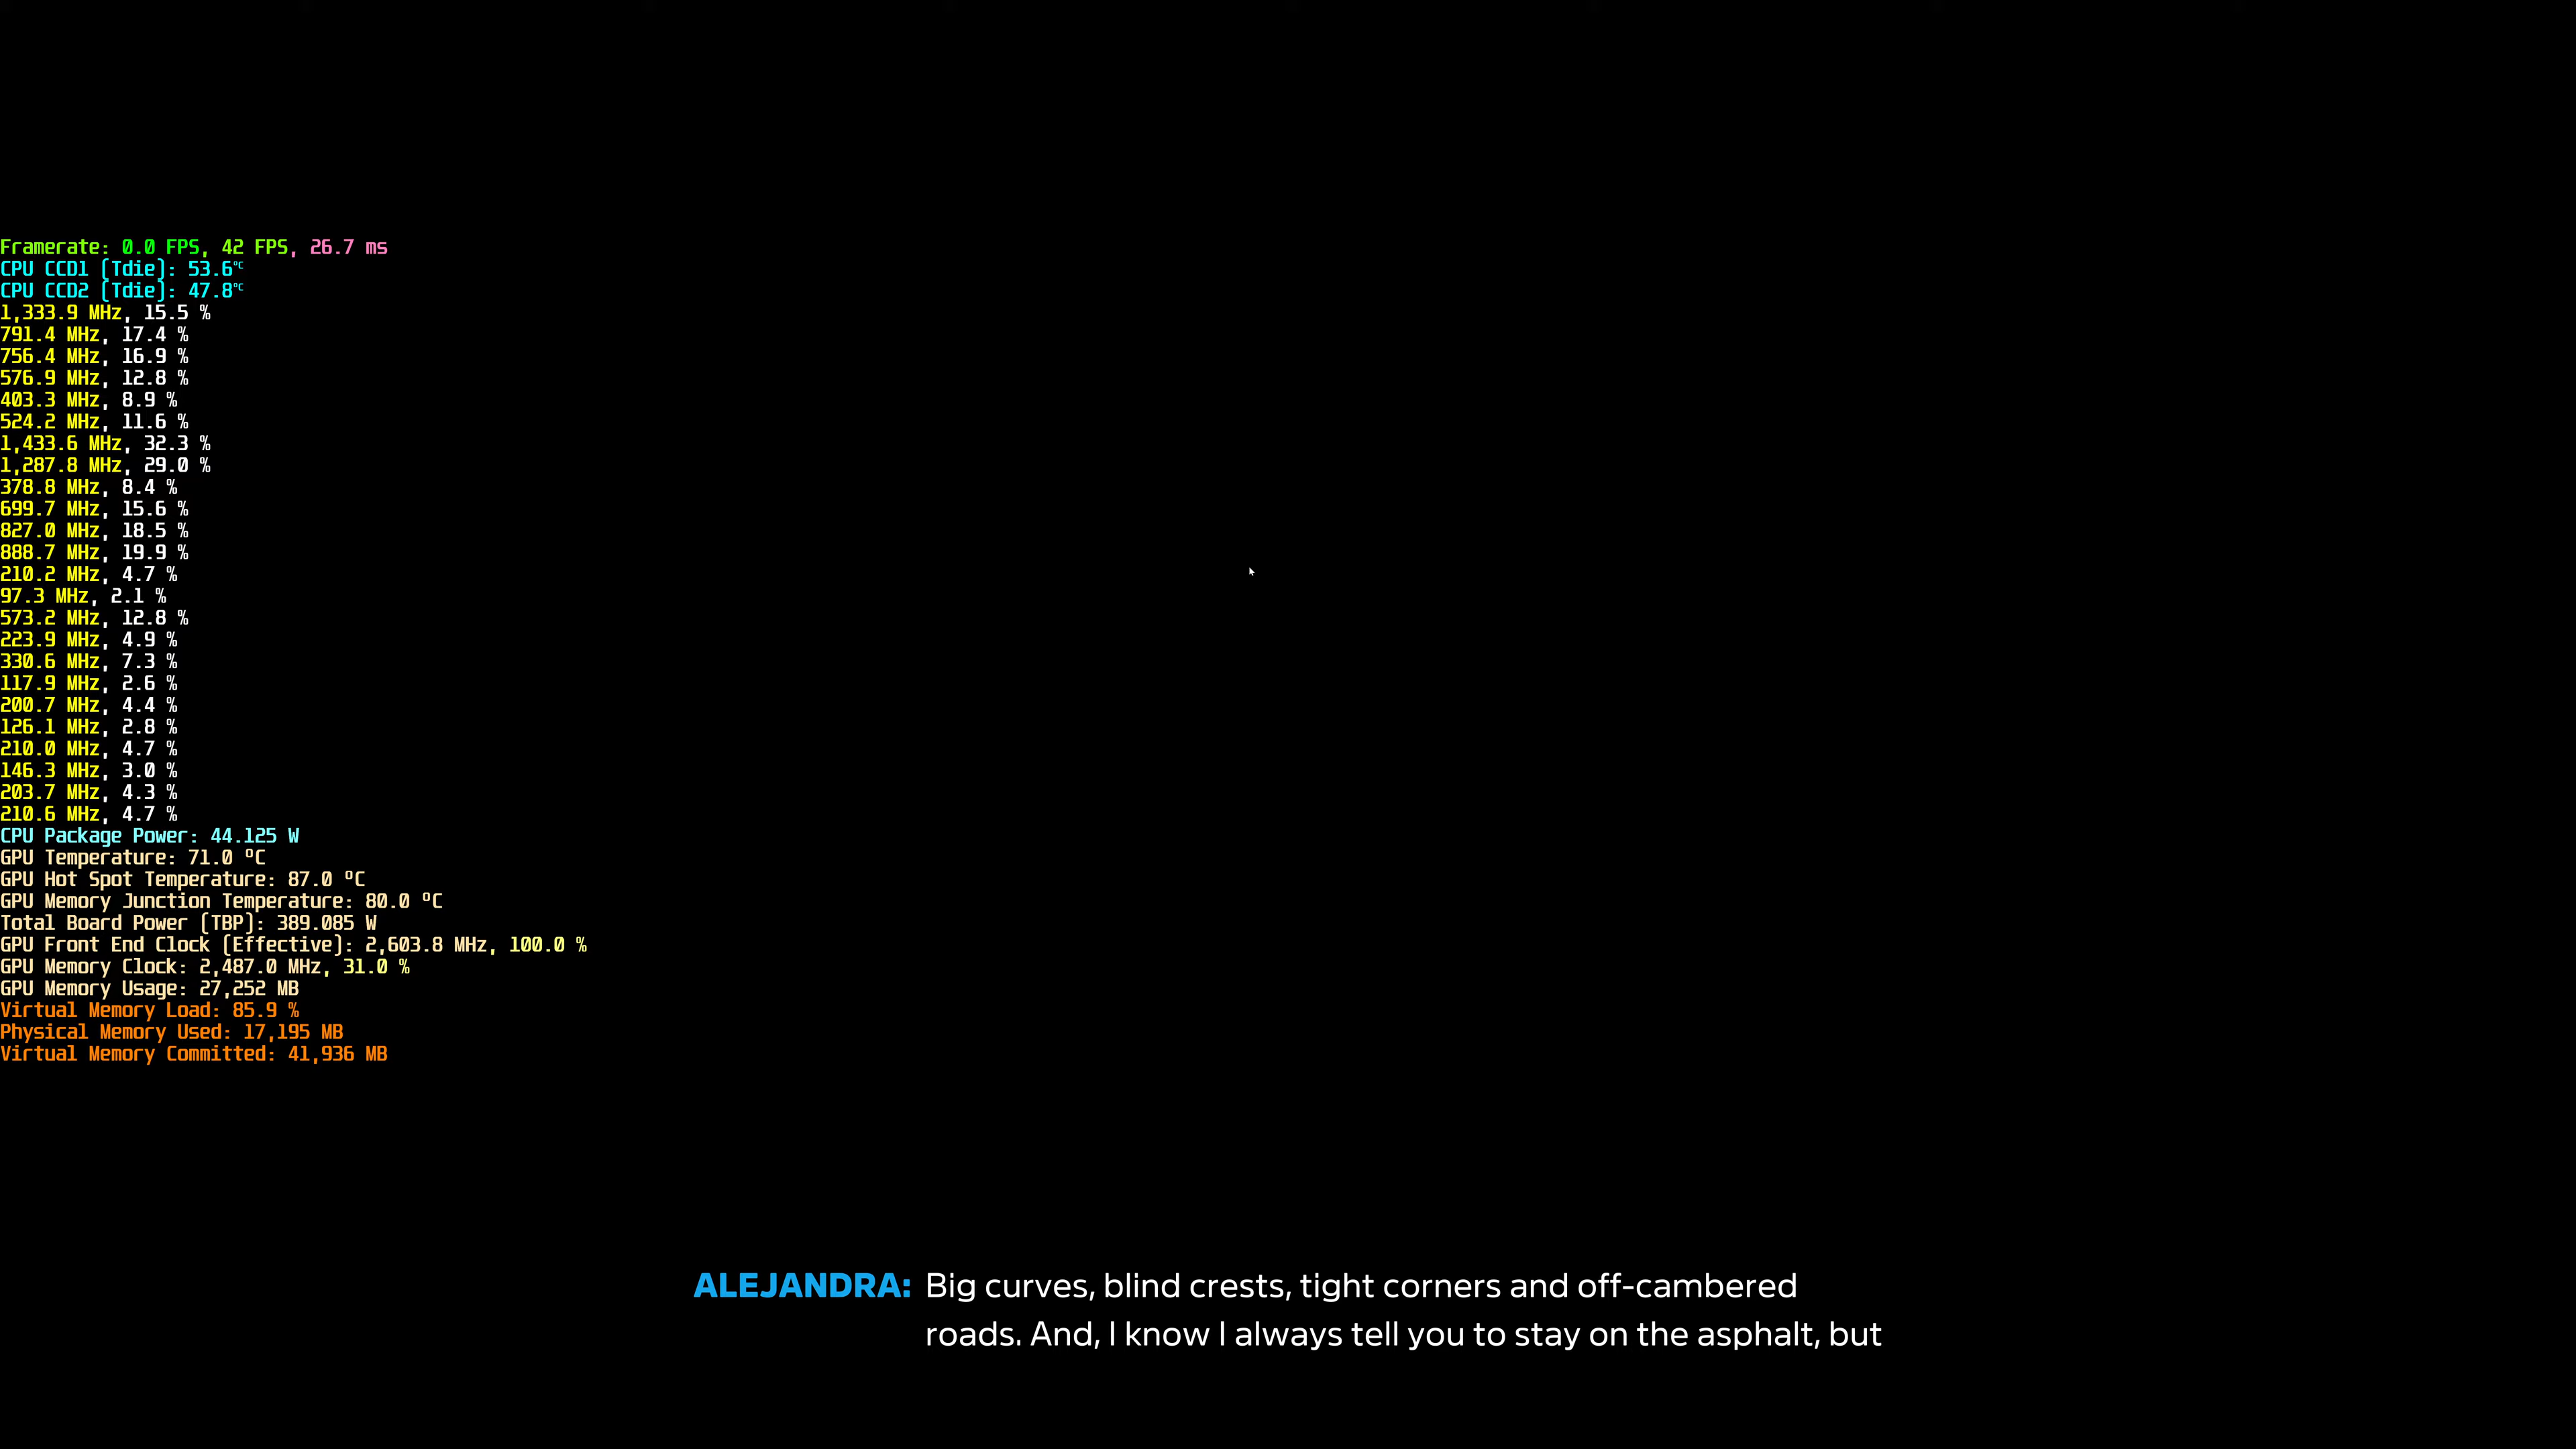 Framerate: 0.0 FPS, 42 FPS, 26.7 ms
CPU CCD1 (Tdie): 53.6°C
CPU CCD2 (Tdie): 47.8°C
1,333.9 MHz, 15.5 %
791.4 MHz, 17.4 %
756.4 MHz, 16.9 %
576.9 MHz, 12.8 %
403.3 MHz, 8.9 %
524.2 MHz, 11.6 %
1,433.6 MHz, 32.3 %
1,287.8 MHz, 29.0 %
378.8 MHz, 8.4 %
699.7 MHz, 15.6 %
827.0 MHz, 18.5 %
888.7 MHz, 19.9 %
210.2 MHz, 4.7 %
97.3 MHz, 2.1 %
573.2 MHz, 12.8 %
223.9 MHz, 4.9 %
330.6 MHz, 7.3 %
117.9 MHz, 2.6 %
200.7 MHz, 4.4 %
126.1 MHz, 2.8 %
210.0 MHz, 4.7 %
146.3 MHz, 3.0 %
203.7 MHz, 4.3 %
210.6 MHz, 4.7 %
CPU Package Power: 44.125 W
GPU Temperature: 71.0 ºC
GPU Hot Spot Temperature: 87.0 ºC
GPU Memory Junction Temperature: 80.0 ºC
Total Board Power (TBP): 389.085 W
GPU Front End Clock (Effective): 2,603.8 MHz, 100.0 %
GPU Memory Clock: 2,487.0 MHz, 31.0 %
GPU Memory Usage: 27,252 MB
Virtual Memory Load: 85.9 %
Physical Memory Used: 17,195 MB
Virtual Memory Committed: 41,936 MB
ALEJANDRA: Big curves, blind crests, tight corners and off-cambered
roads. And, I know I always tell you to stay on the asphalt, but